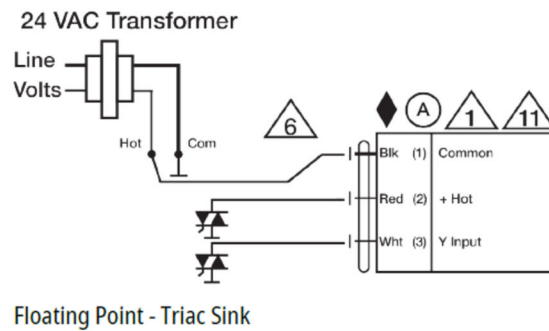 24 VAC Transformer
Line
Volts
Hot Com
6
A 1 11
Blk (1) Common
Red (2) + Hot
Wht (3) Y Input
Floating Point - Triac Sink